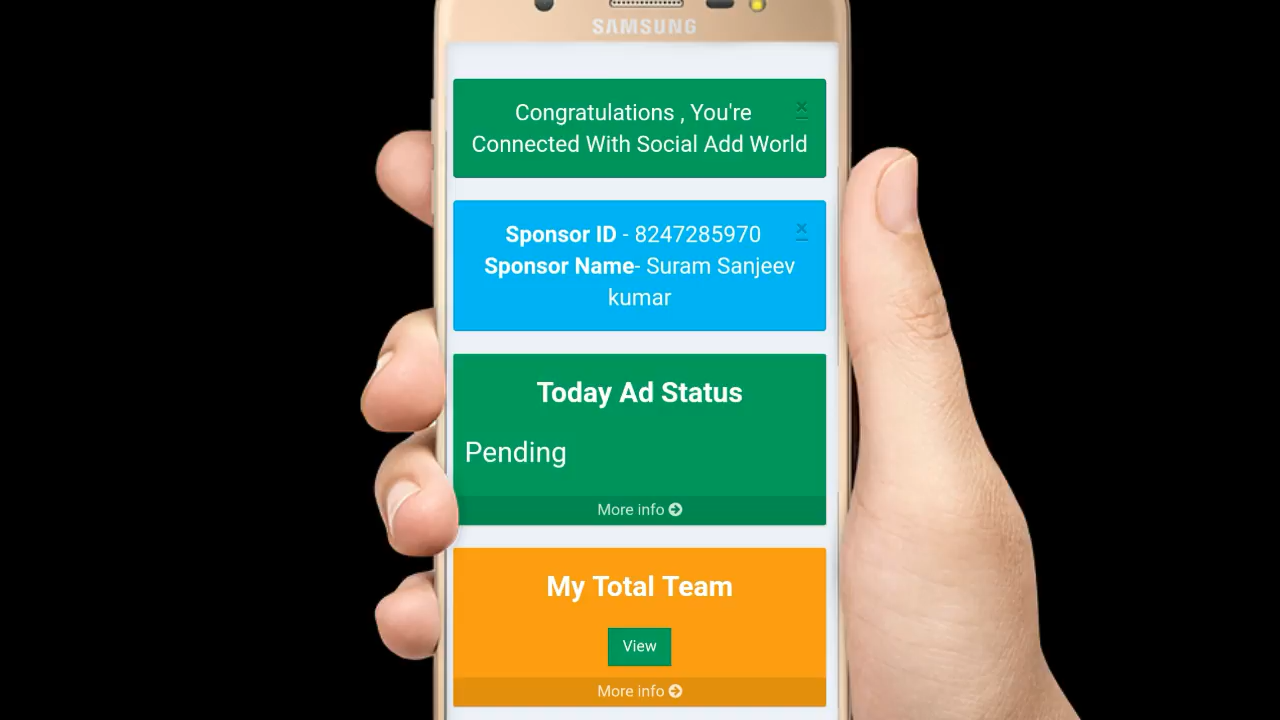 SAMSUNG
Congratulations , You're
Connected With Social Add World
×
Sponsor ID - 8247285970
Sponsor Name- Suram Sanjeev
kumar
×
Today Ad Status
Pending
More info
My Total Team
View
More info